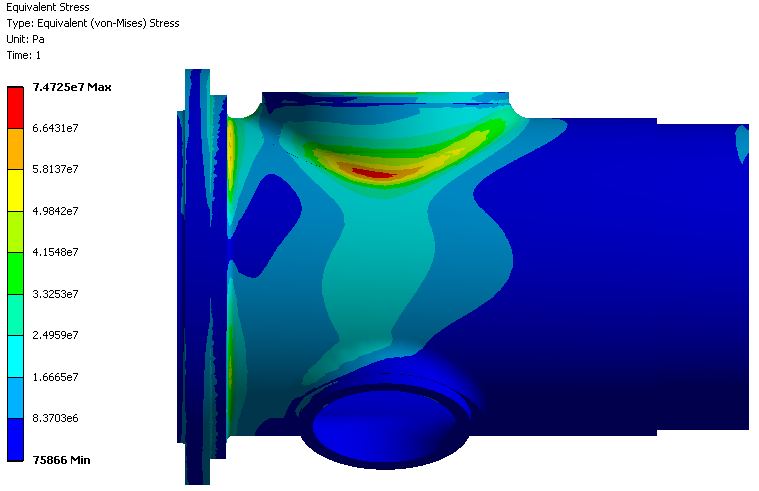 Equivalent Stress
Type: Equivalent (von-Mises) Stress
Unit: Pa
Time: 1
7.4725e7 Max
6.6431e7
5.8137e7
4.9842e7
4.1548e7
3.3253e7
2.4959e7
1.6665e7
8.3703e6
75866 Min